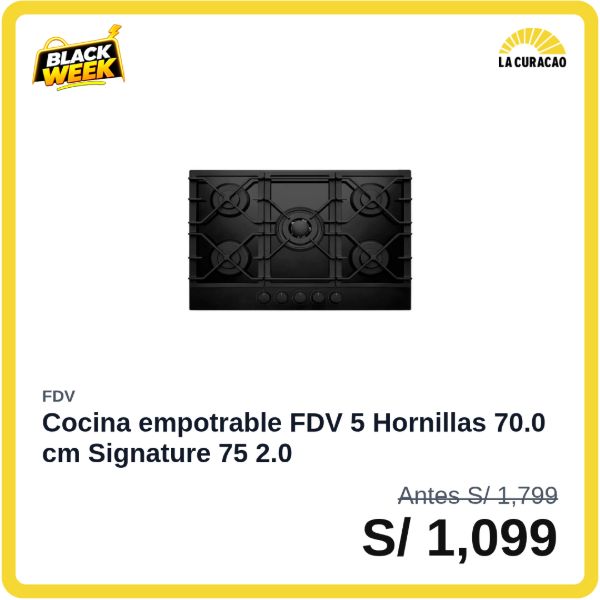 BLACK
WEEK
LA CURACAO
FDV
Cocina empotrable FDV 5 Hornillas 70.0
cm Signature 75 2.0
Antes S/ 1,799
S/ 1,099